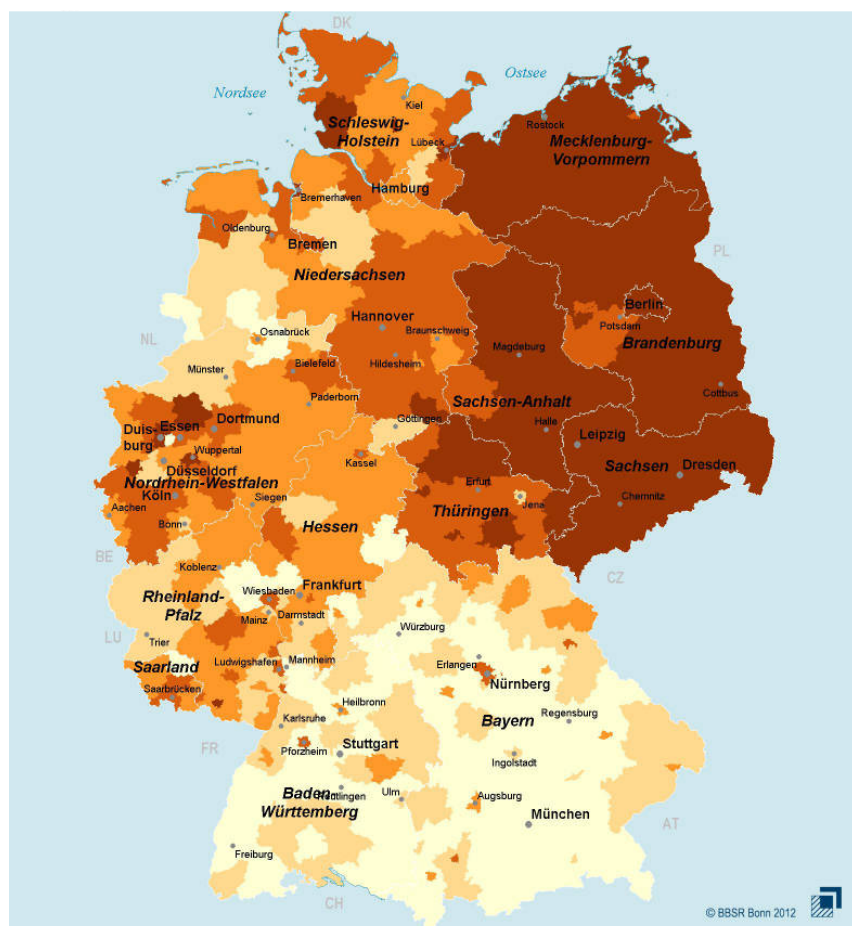 DK
Nordsee
Ostsee
Kiel
Schleswig-
Holstein
Lübeck
Rostock
Mecklenburg-
Vorpommern
Hamburg
Bremerhaven
Oldenburg
Bremen
PL
Niedersachsen
Berlin
Hannover
Potsdam
Osnabrück
Braunschweig
NL
Brandenburg
Magdeburg
Hildesheim
Münster
Bielefeld
Cottbus
Paderborn
Sachsen-Anhalt
Göttingen
Halle
Duis-
burg
Essen
Dortmund
Leipzig
Wuppertal
Kassel
Düsseldorf
Sachsen
Dresden
Nordrhein-Westfalen
Erfurt
Köln
Siegen
Jena
Chemnitz
Aachen
Thüringen
Bonn
Hessen
BE
Koblenz
CZ
Wiesbaden
Frankfurt
Rheinland-
Pfalz
Mainz
Darmstadt
LU
Trier
Würzburg
Saarland
Ludwigshafen
Mannheim
Erlangen
Nürnberg
Saarbrücken
Heilbronn
Bayern
Regensburg
Karlsruhe
FR
Pforzheim
Stuttgart
Ingolstadt
Baden-
Württemberg
Reutlingen
Ulm
Augsburg
München
AT
Freiburg
CH
© BBSR Bonn 2012